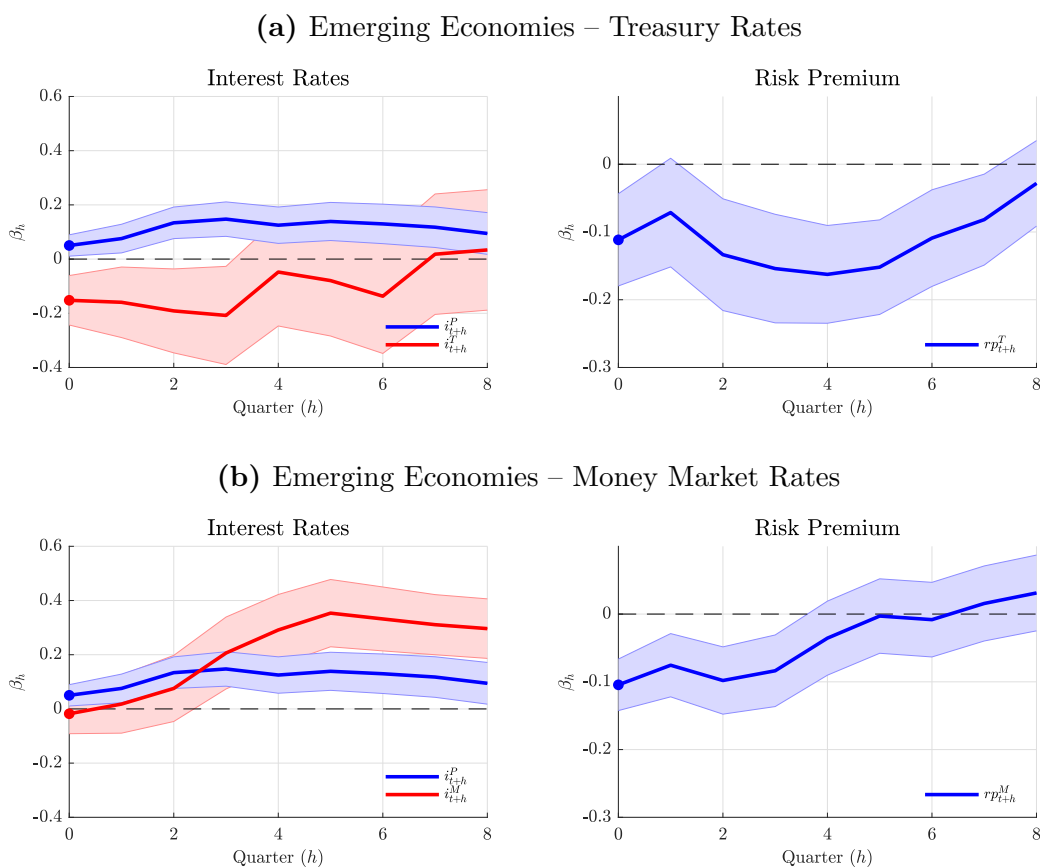 (a) Emerging Economies – Treasury Rates
Interest Rates
0.6
0.4
0.2
0
-0.2
-0.4
β_h
0 2 4 6 8
Quarter (h)
i^P_{t+h}
i^T_{t+h}
Risk Premium
0
-0.1
-0.2
-0.3
β_h
0 2 4 6 8
Quarter (h)
rp^T_{t+h}
(b) Emerging Economies – Money Market Rates
Interest Rates
0.6
0.4
0.2
0
-0.2
-0.4
β_h
0 2 4 6 8
Quarter (h)
i^P_{t+h}
i^M_{t+h}
Risk Premium
0
-0.1
-0.2
-0.3
β_h
0 2 4 6 8
Quarter (h)
rp^M_{t+h}